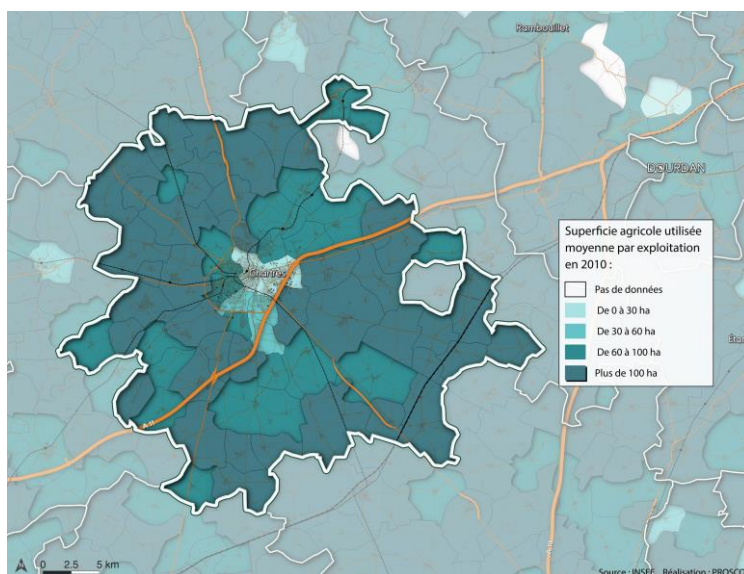 Rambouillet
DOURDAN
Superficie agricole utilisée
moyenne par exploitation
en 2010 :
Pas de données
De 0 à 30 ha
De 30 à 60 ha
De 60 à 100 ha
Plus de 100 ha
Chartres
A-11
0 2.5 5 km
Source : INSEE Réalisation : PROSCO